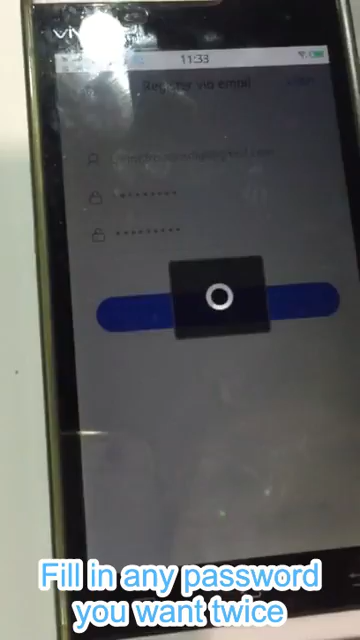 vivo
11:33
Register via email
Fill in any password
you want twice